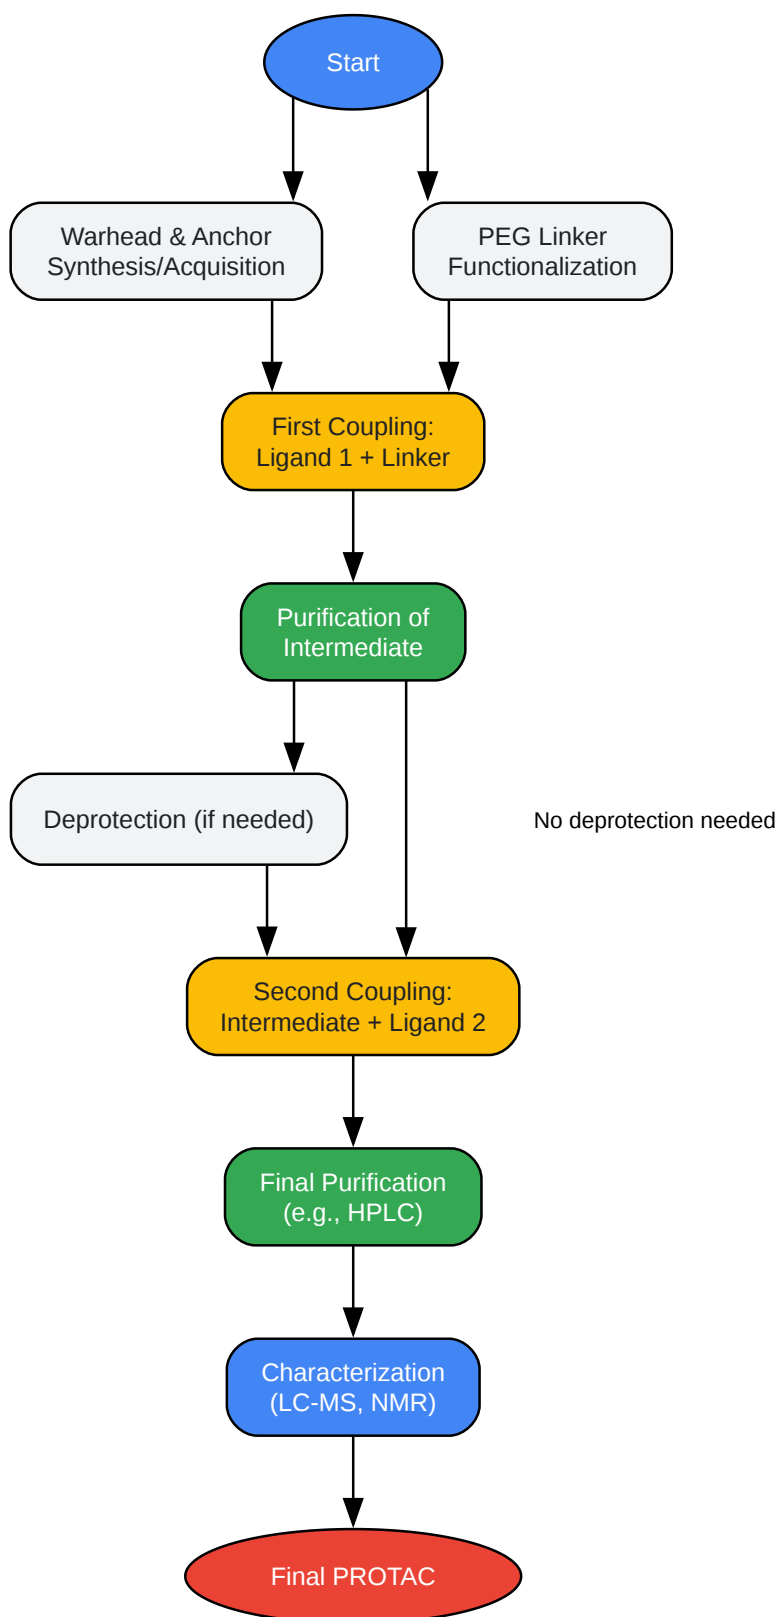 Start
Warhead & Anchor
Synthesis/Acquisition
PEG Linker
Functionalization
First Coupling:
Ligand 1 + Linker
Purification of
Intermediate
Deprotection (if needed)
No deprotection needed
Second Coupling:
Intermediate + Ligand 2
Final Purification
(e.g., HPLC)
Characterization
(LC-MS, NMR)
Final PROTAC